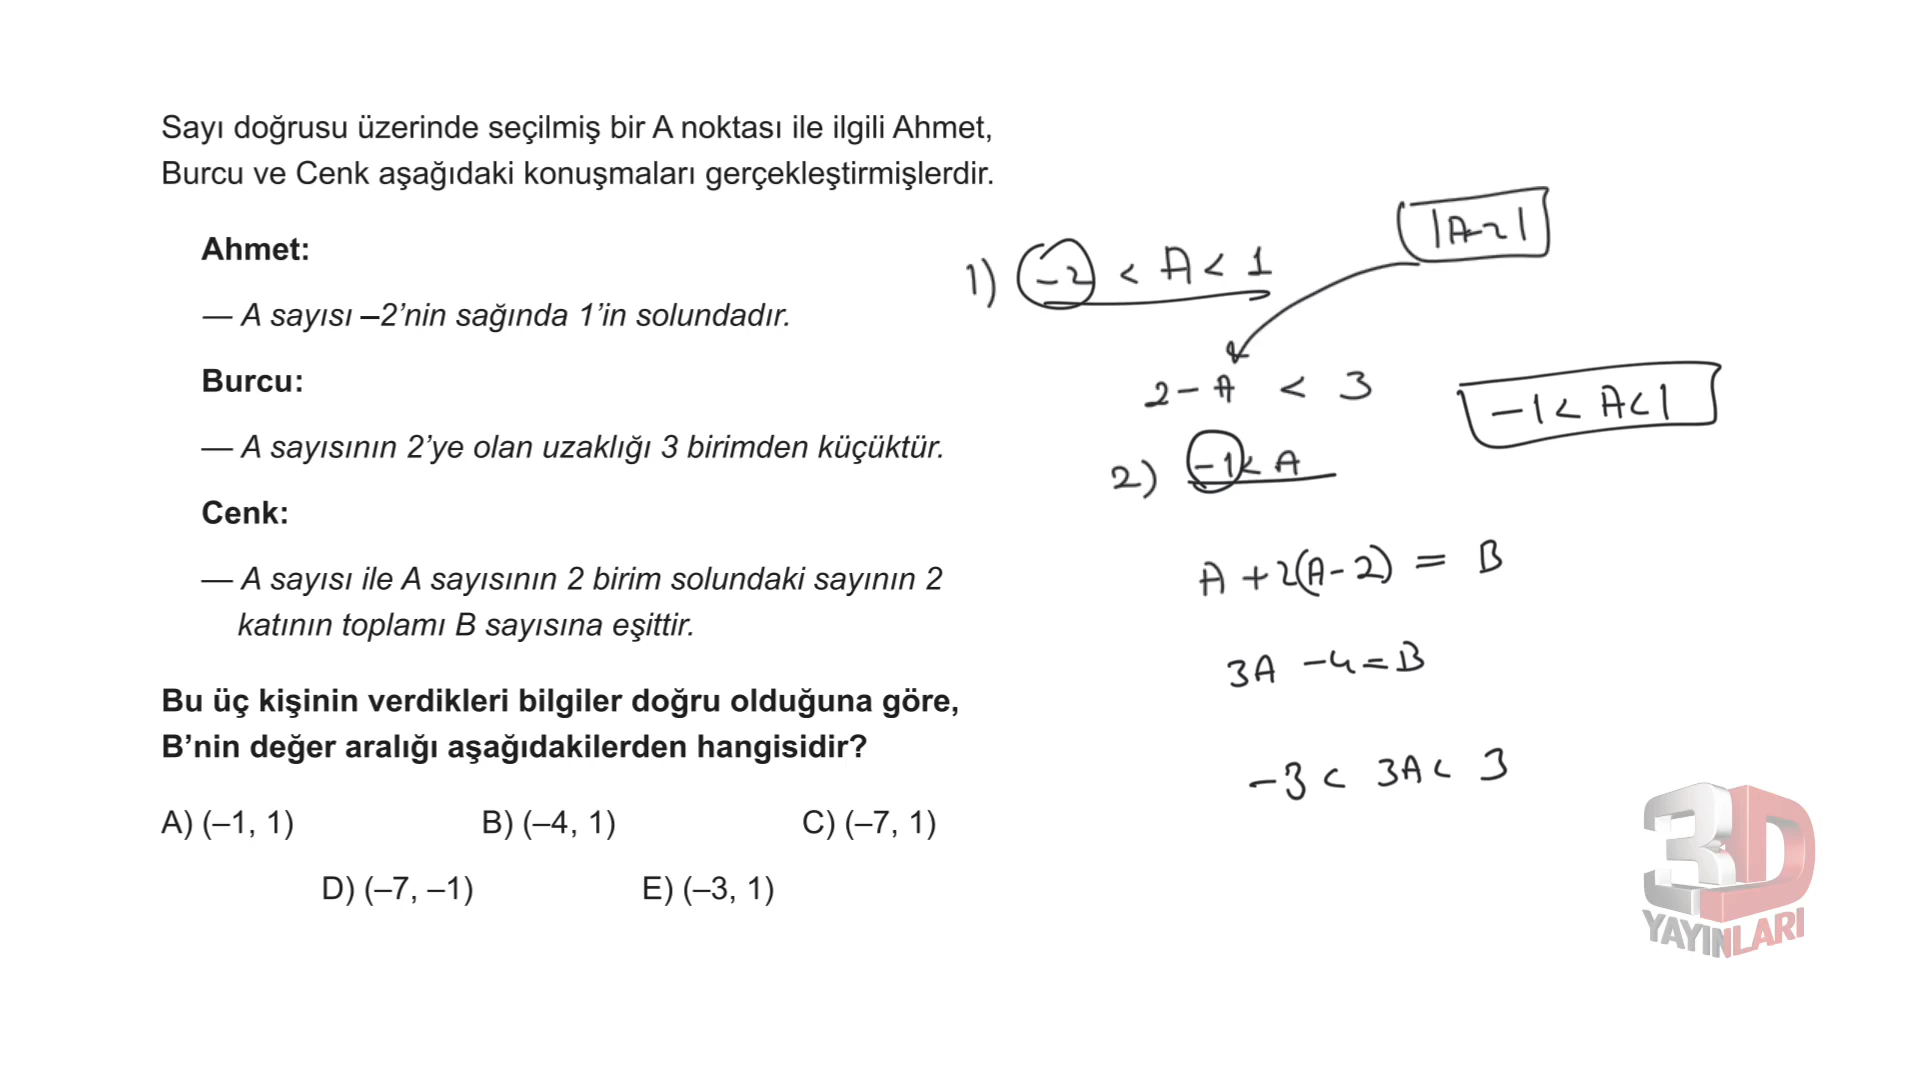 Sayı doğrusu üzerinde seçilmiş bir A noktası ile ilgili Ahmet,
Burcu ve Cenk aşağıdaki konuşmaları gerçekleştirmişlerdir.
Ahmet:
— A sayısı –2’nin sağında 1’in solundadır.
Burcu:
— A sayısının 2’ye olan uzaklığı 3 birimden küçüktür.
Cenk:
— A sayısı ile A sayısının 2 birim solundaki sayının 2
katının toplamı B sayısına eşittir.
Bu üç kişinin verdikleri bilgiler doğru olduğuna göre,
B’nin değer aralığı aşağıdakilerden hangisidir?
A) (–1, 1) B) (–4, 1) C) (–7, 1)
D) (–7, –1) E) (–3, 1)
|A-2|
1) -2 < A < 1
2 - A < 3
-1 < A < 1
2) -1 < A
A + 2(A - 2) = B
3A - 4 = B
-3 < 3A < 3
3D
YAYINLARI